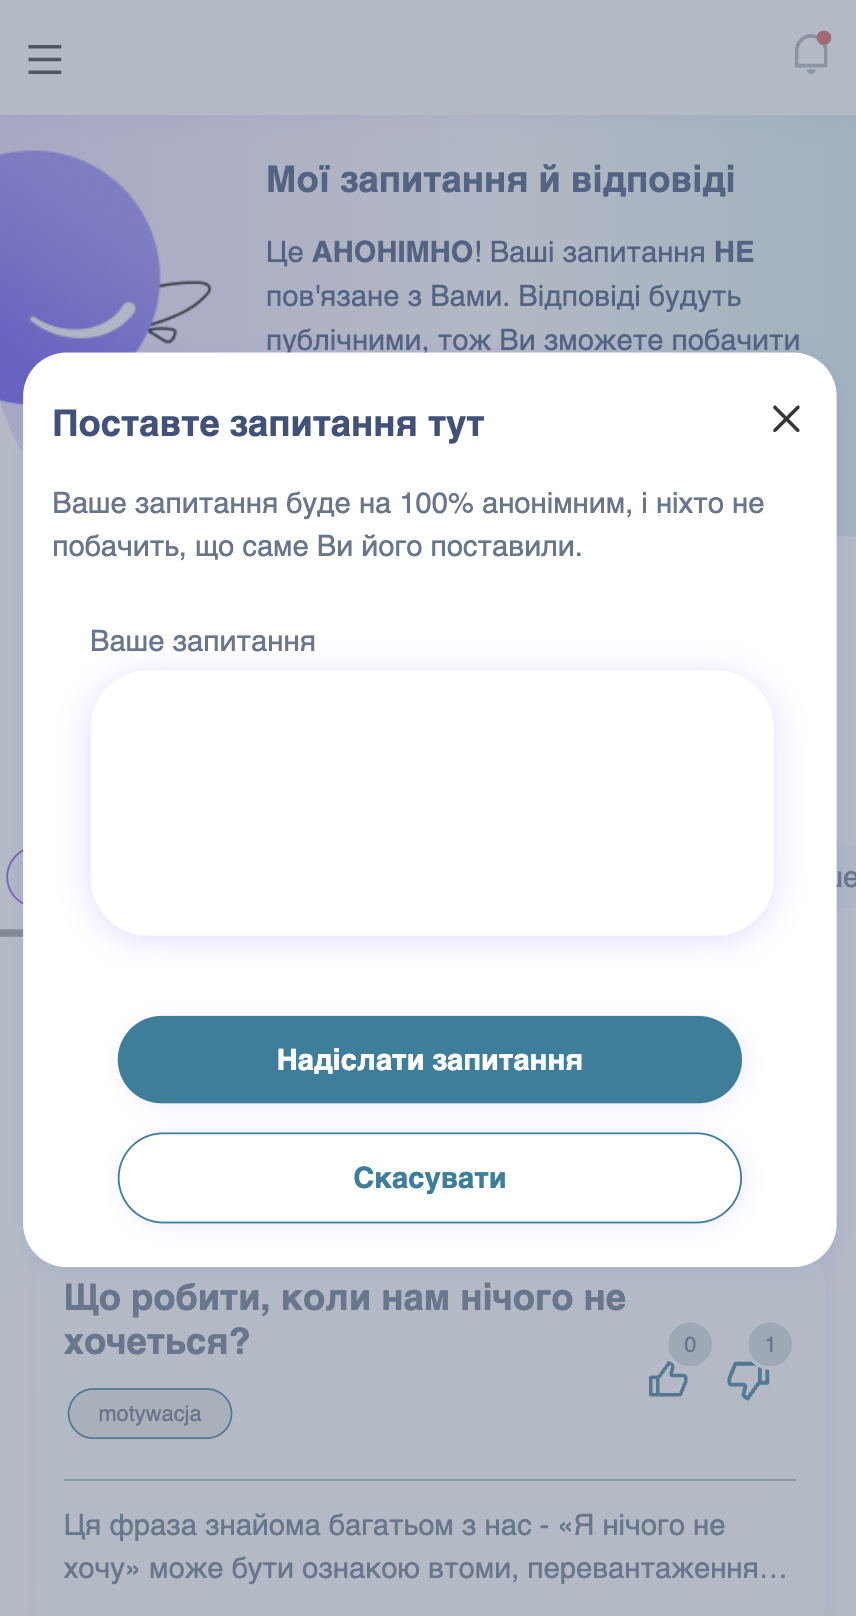 Мої запитання й відповіді
Це АНОНІМНО! Ваші запитання НЕ
пов'язане з Вами. Відповіді будуть
публічними, тож Ви зможете побачити
Поставте запитання тут
Ваше запитання буде на 100% анонімним, і ніхто не
побачить, що саме Ви його поставили.
Ваше запитання
Надіслати запитання
Скасувати
Що робити, коли нам нічого не
хочеться?
0
1
motywacja
Ця фраза знайома багатьом з нас - «Я нічого не
хочу» може бути ознакою втоми, перевантаження...